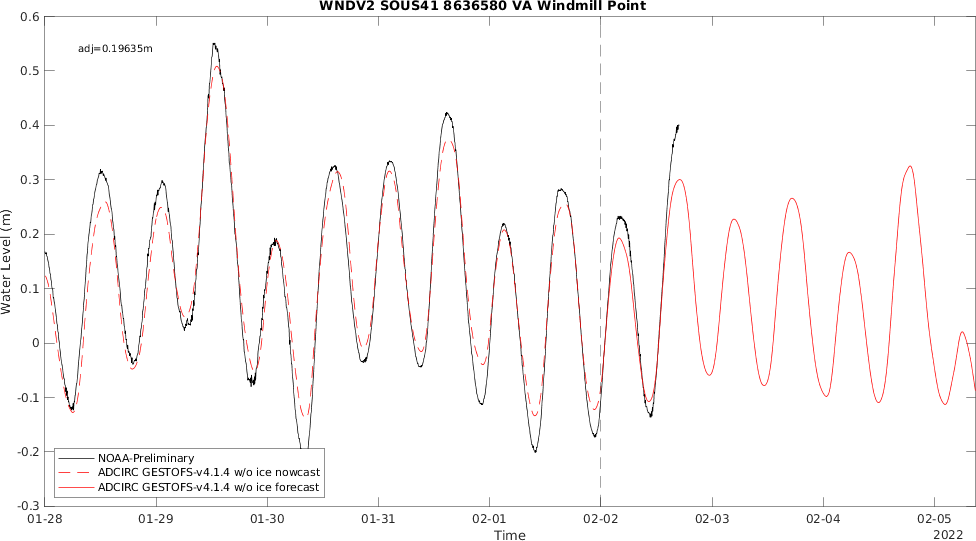 WNDV2 SOUS41 8636580 VA Windmill Point
adj=0.19635m
0.6
0.5
0.4
0.3
0.2
0.1
0
-0.1
-0.2
-0.3
Water Level (m)
NOAA-Preliminary
ADCIRC GESTOFS-v4.1.4 w/o ice nowcast
ADCIRC GESTOFS-v4.1.4 w/o ice forecast
01-28 01-29 01-30 01-31 02-01 02-02 02-03 02-04 02-05
Time
2022